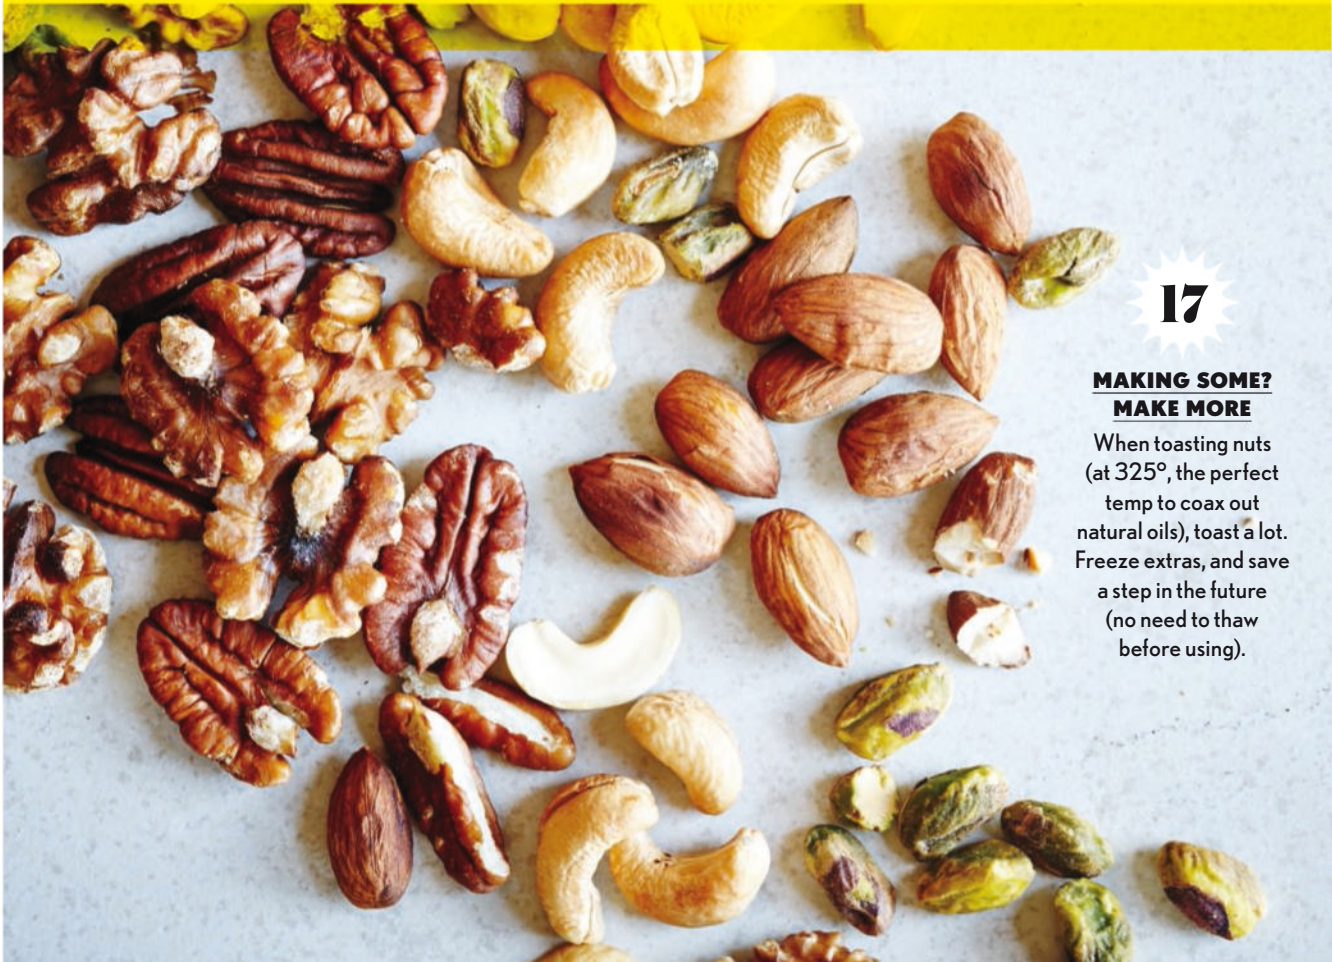 17
MAKING SOME?
MAKE MORE
When toasting nuts
(at 325°, the perfect
temp to coax out
natural oils), toast a lot.
Freeze extras, and save
a step in the future
(no need to thaw
before using).